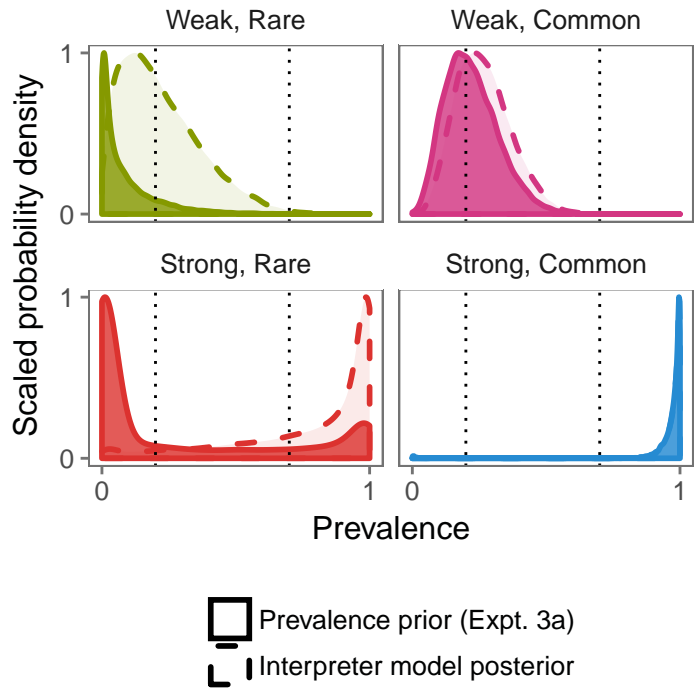 Weak, Rare
Weak, Common
1
0
Strong, Rare
Strong, Common
1
0
0
1
0
1
Scaled probability density
Prevalence
Prevalence prior (Expt. 3a)
Interpreter model posterior